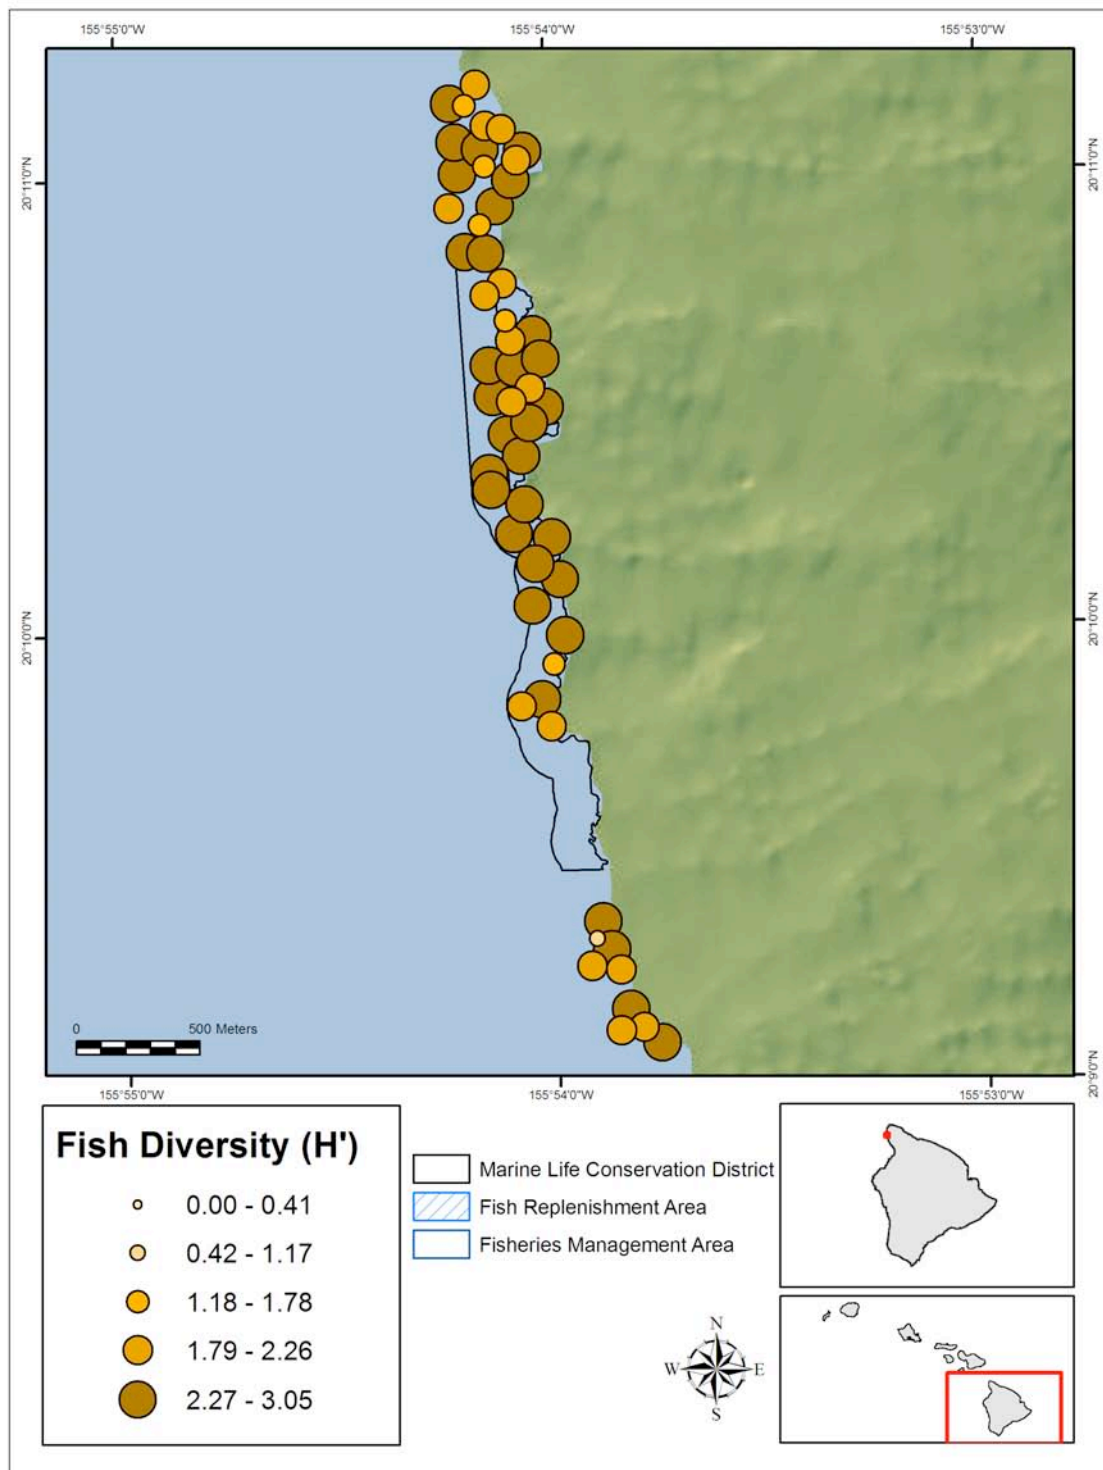 155°55'0"W 155°54'0"W 155°53'0"W
20°11'0"N 20°11'0"N
20°10'0"N 20°10'0"N
0 500 Meters
20°9'0"N
155°55'0"W 155°54'0"W 155°53'0"W
Fish Diversity (H')
0.00 - 0.41
0.42 - 1.17
1.18 - 1.78
1.79 - 2.26
2.27 - 3.05
Marine Life Conservation District
Fish Replenishment Area
Fisheries Management Area
N
W E
S